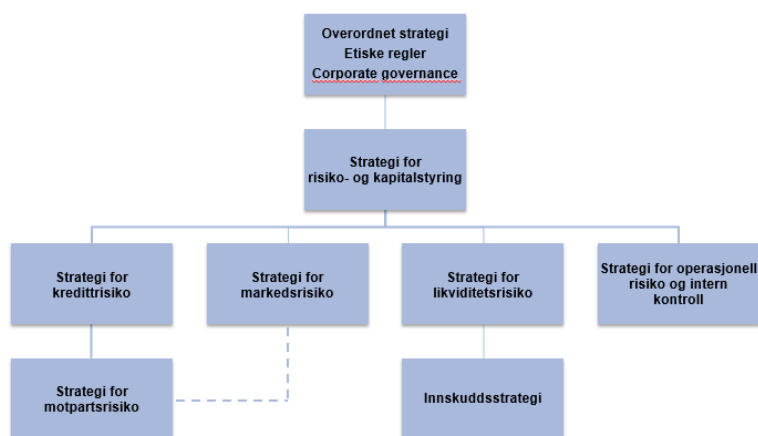 Overordnet strategi
Etiske regler
Corporate governance
Strategi for
risiko- og kapitalstyring
Strategi for
kredittrisiko
Strategi for
markedsrisiko
Strategi for
likviditetsrisiko
Strategi for operasjonell
risiko og intern
kontroll
Strategi for
motpartsrisiko
Innskuddsstrategi